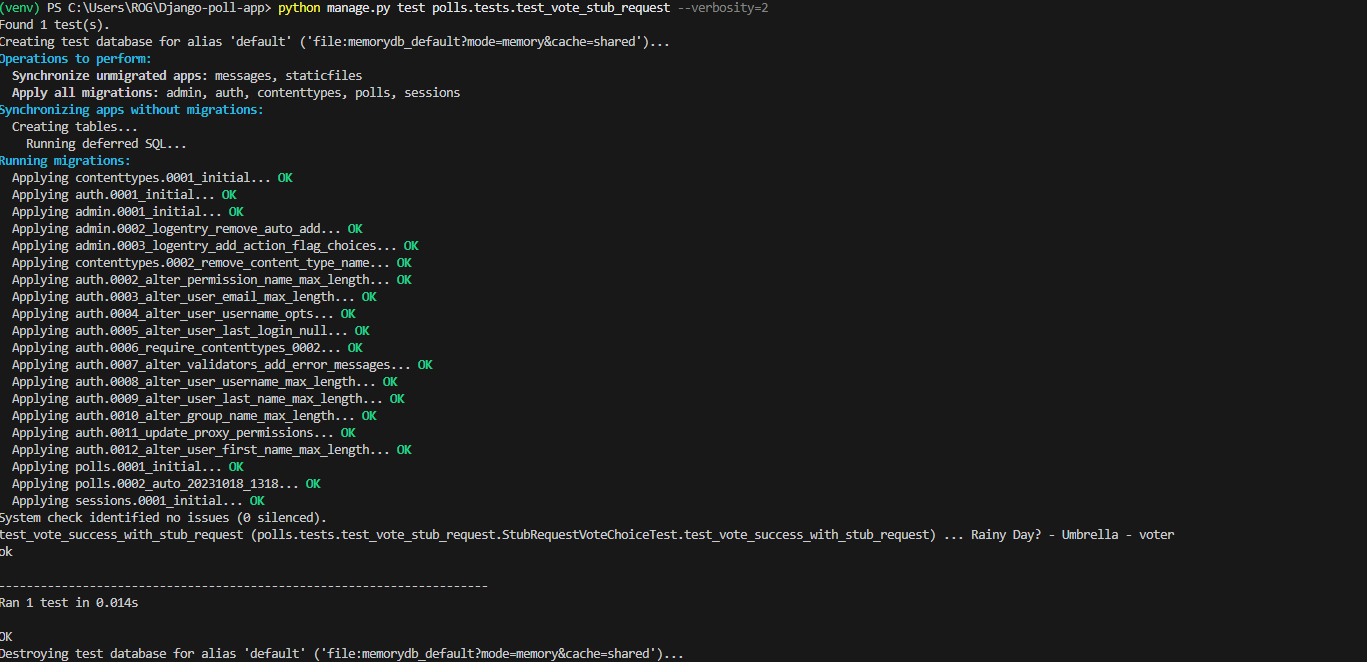 (venv) PS C:\Users\ROG\Django-poll-app> python manage.py test polls.tests.test_vote_stub_request --verbosity=2
Found 1 test(s).
Creating test database for alias 'default' ('file:memorydb_default?mode=memory&cache=shared')...
Operations to perform:
  Synchronize unmigrated apps: messages, staticfiles
  Apply all migrations: admin, auth, contenttypes, polls, sessions
Synchronizing apps without migrations:
  Creating tables...
    Running deferred SQL...
Running migrations:
  Applying contenttypes.0001_initial... OK
  Applying auth.0001_initial... OK
  Applying admin.0001_initial... OK
  Applying admin.0002_logentry_remove_auto_add... OK
  Applying admin.0003_logentry_add_action_flag_choices... OK
  Applying contenttypes.0002_remove_content_type_name... OK
  Applying auth.0002_alter_permission_name_max_length... OK
  Applying auth.0003_alter_user_email_max_length... OK
  Applying auth.0004_alter_user_username_opts... OK
  Applying auth.0005_alter_user_last_login_null... OK
  Applying auth.0006_require_contenttypes_0002... OK
  Applying auth.0007_alter_validators_add_error_messages... OK
  Applying auth.0008_alter_user_username_max_length... OK
  Applying auth.0009_alter_user_last_name_max_length... OK
  Applying auth.0010_alter_group_name_max_length... OK
  Applying auth.0011_update_proxy_permissions... OK
  Applying auth.0012_alter_user_first_name_max_length... OK
  Applying polls.0001_initial... OK
  Applying polls.0002_auto_20231018_1318... OK
  Applying sessions.0001_initial... OK
System check identified no issues (0 silenced).
test_vote_success_with_stub_request (polls.tests.test_vote_stub_request.StubRequestVoteChoiceTest.test_vote_success_with_stub_request) ... Rainy Day? - Umbrella - voter
ok

----------------------------------------------------------------------
Ran 1 test in 0.014s

OK
Destroying test database for alias 'default' ('file:memorydb_default?mode=memory&cache=shared')...